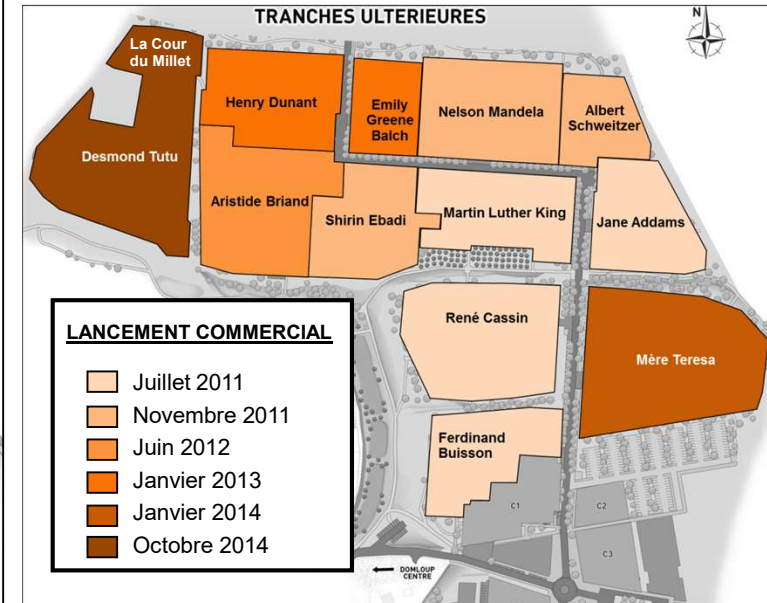 TRANCHES ULTERIEURES
N
La Cour
du Millet
Henry Dunant
Emily
Greene
Balch
Nelson Mandela
Albert
Schweitzer
Desmond Tutu
Aristide Briand
Shirin Ebadi
Martin Luther King
Jane Addams
René Cassin
Mère Teresa
Ferdinand
Buisson
C1
C2
C3
DOMLOUP
CENTRE
LANCEMENT COMMERCIAL
Juillet 2011
Novembre 2011
Juin 2012
Janvier 2013
Janvier 2014
Octobre 2014